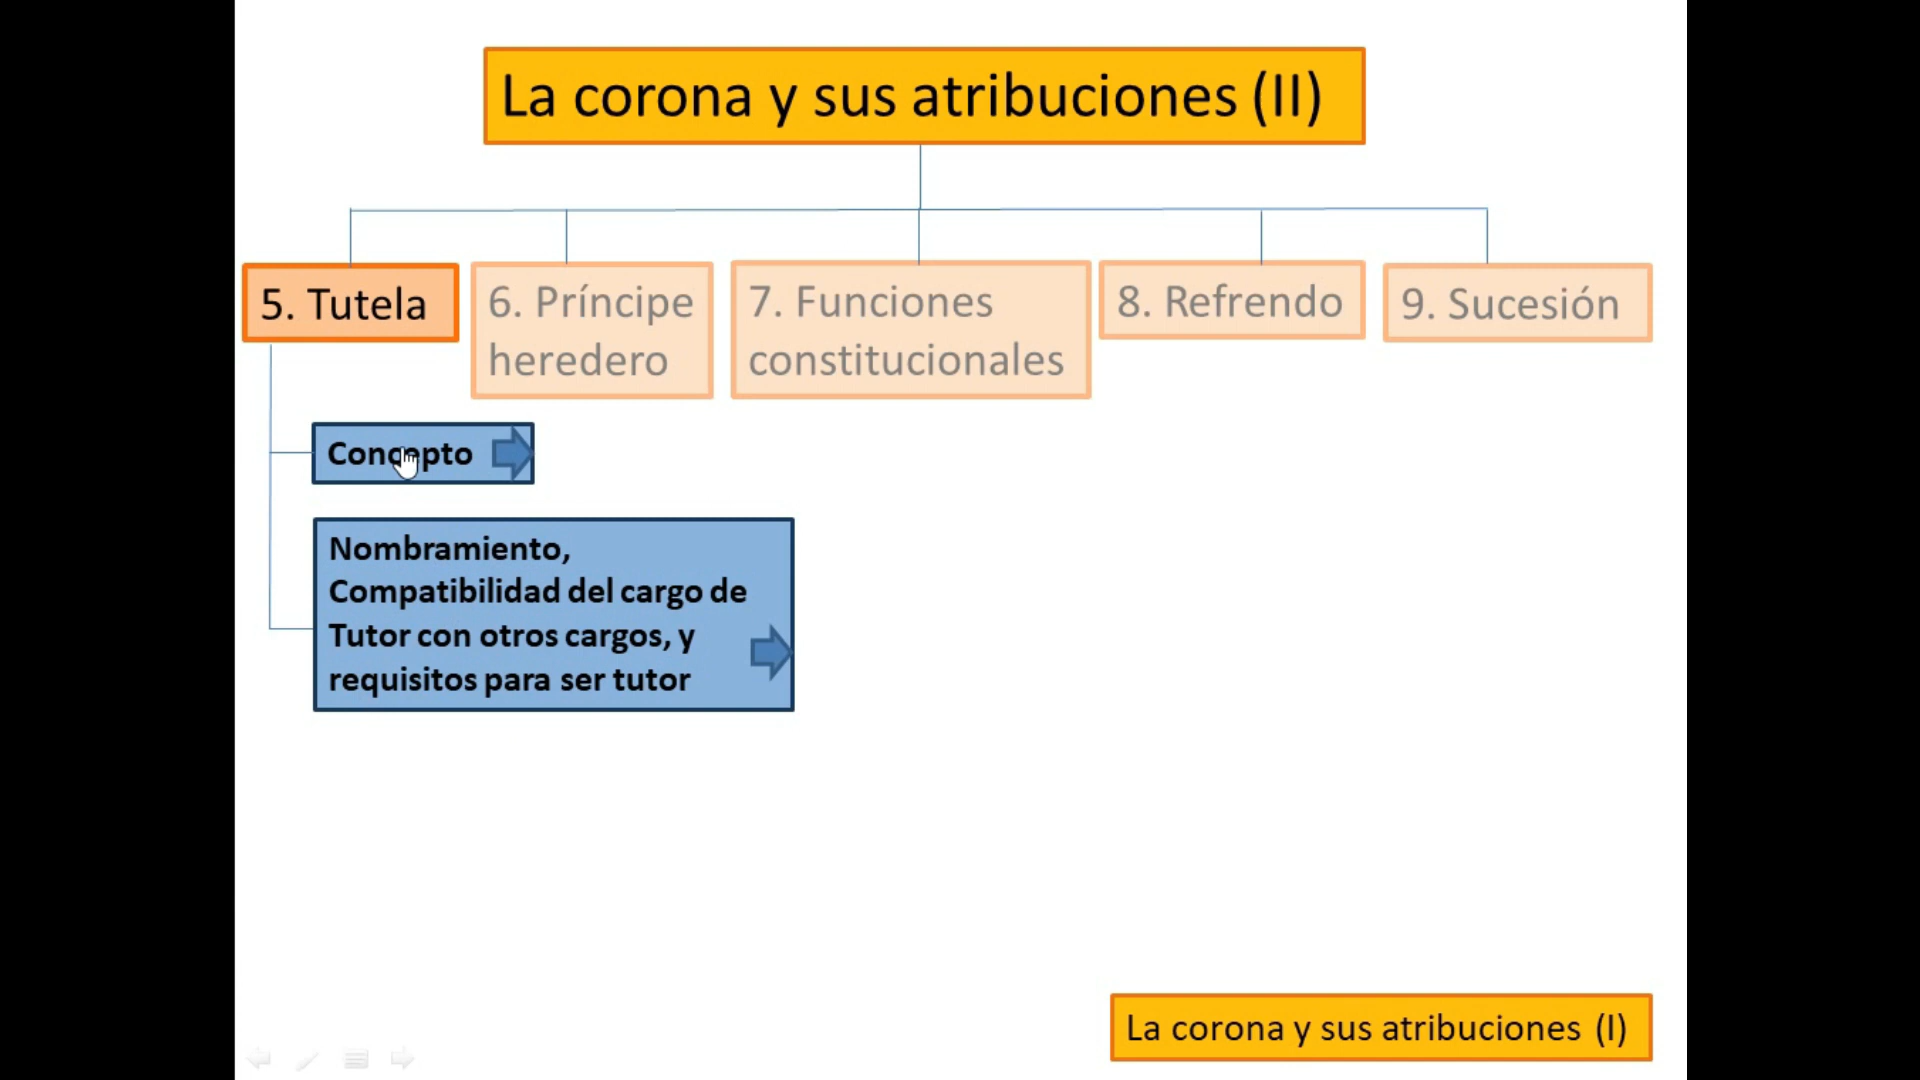 La corona y sus atribuciones (II)
5. Tutela
6. Príncipe
heredero
7. Funciones
constitucionales
8. Refrendo
9. Sucesión
Concepto
Nombramiento,
Compatibilidad del cargo de
Tutor con otros cargos, y
requisitos para ser tutor
La corona y sus atribuciones (I)